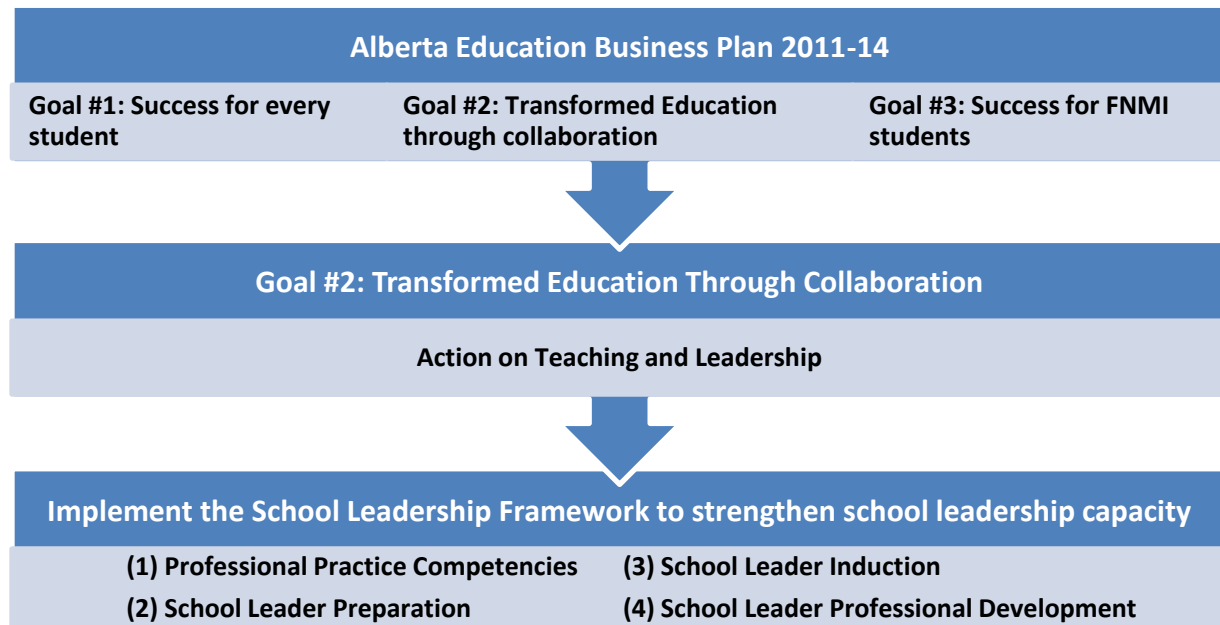 Alberta Education Business Plan 2011-14
Goal #1: Success for every
student
Goal #2: Transformed Education
through collaboration
Goal #3: Success for FNMI
students
Goal #2: Transformed Education Through Collaboration
Action on Teaching and Leadership
Implement the School Leadership Framework to strengthen school leadership capacity
(1) Professional Practice Competencies
(2) School Leader Preparation
(3) School Leader Induction
(4) School Leader Professional Development